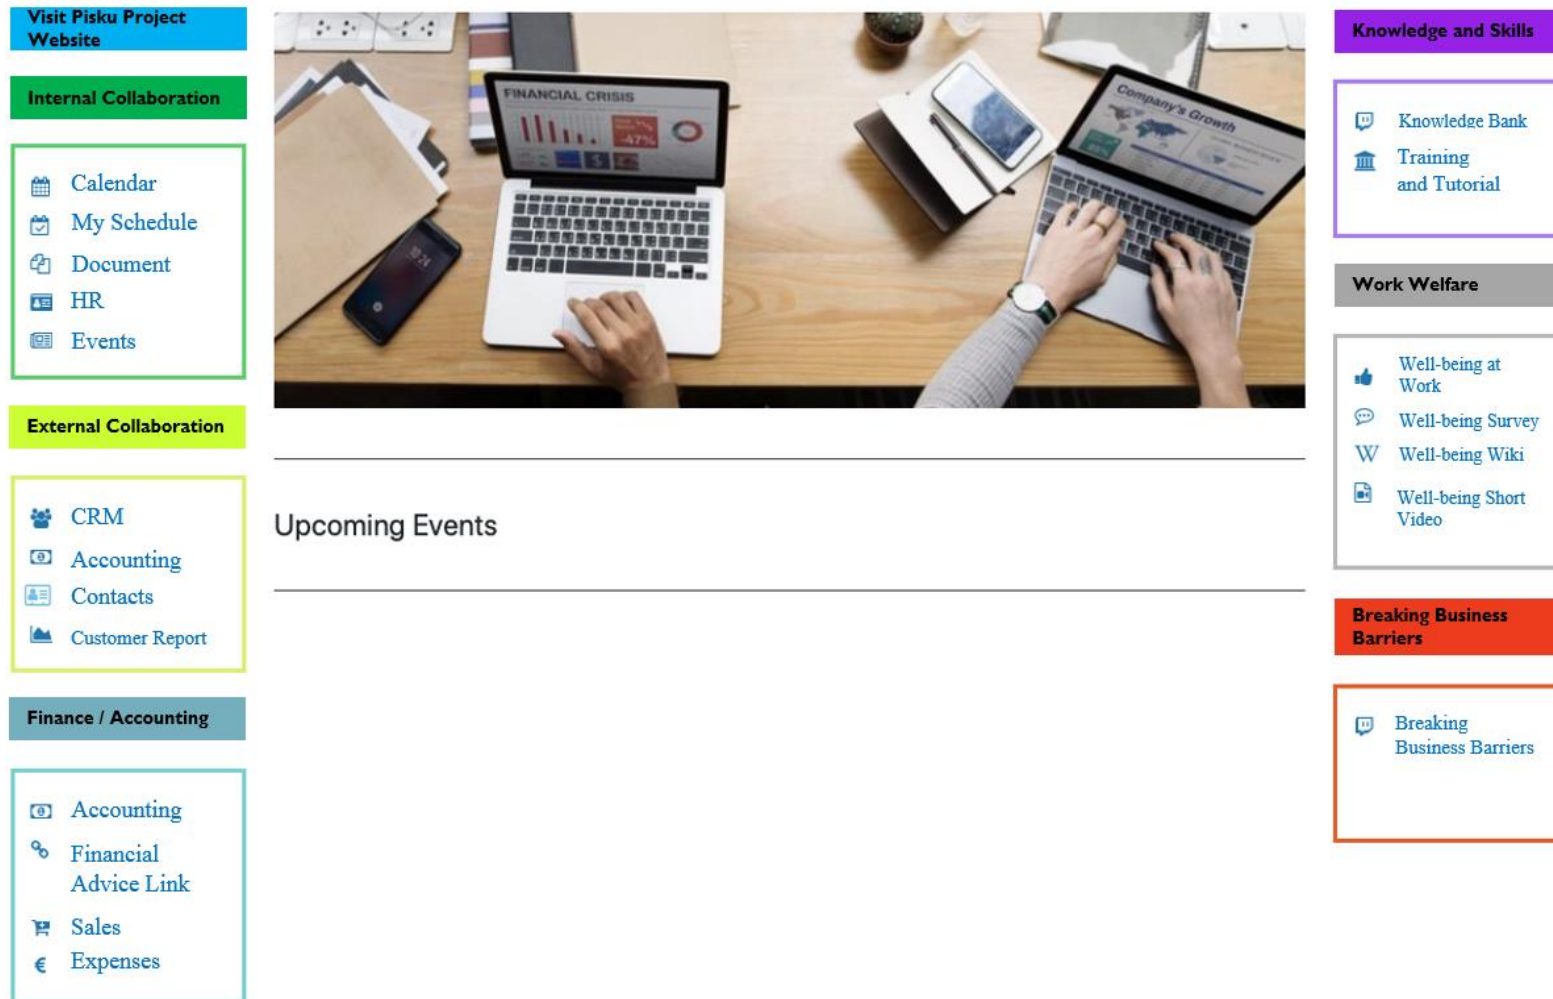 Visit Pisku Project
Website
Internal Collaboration
Calendar
My Schedule
Document
HR
Events
External Collaboration
CRM
Accounting
Contacts
Customer Report
Finance / Accounting
Accounting
Financial
Advice Link
Sales
Expenses
FINANCIAL CRISIS
-47%
10:24
Company's Growth
Upcoming Events
Knowledge and Skills
Knowledge Bank
Training
and Tutorial
Work Welfare
Well-being at
Work
Well-being Survey
Well-being Wiki
Well-being Short
Video
Breaking Business
Barriers
Breaking
Business Barriers